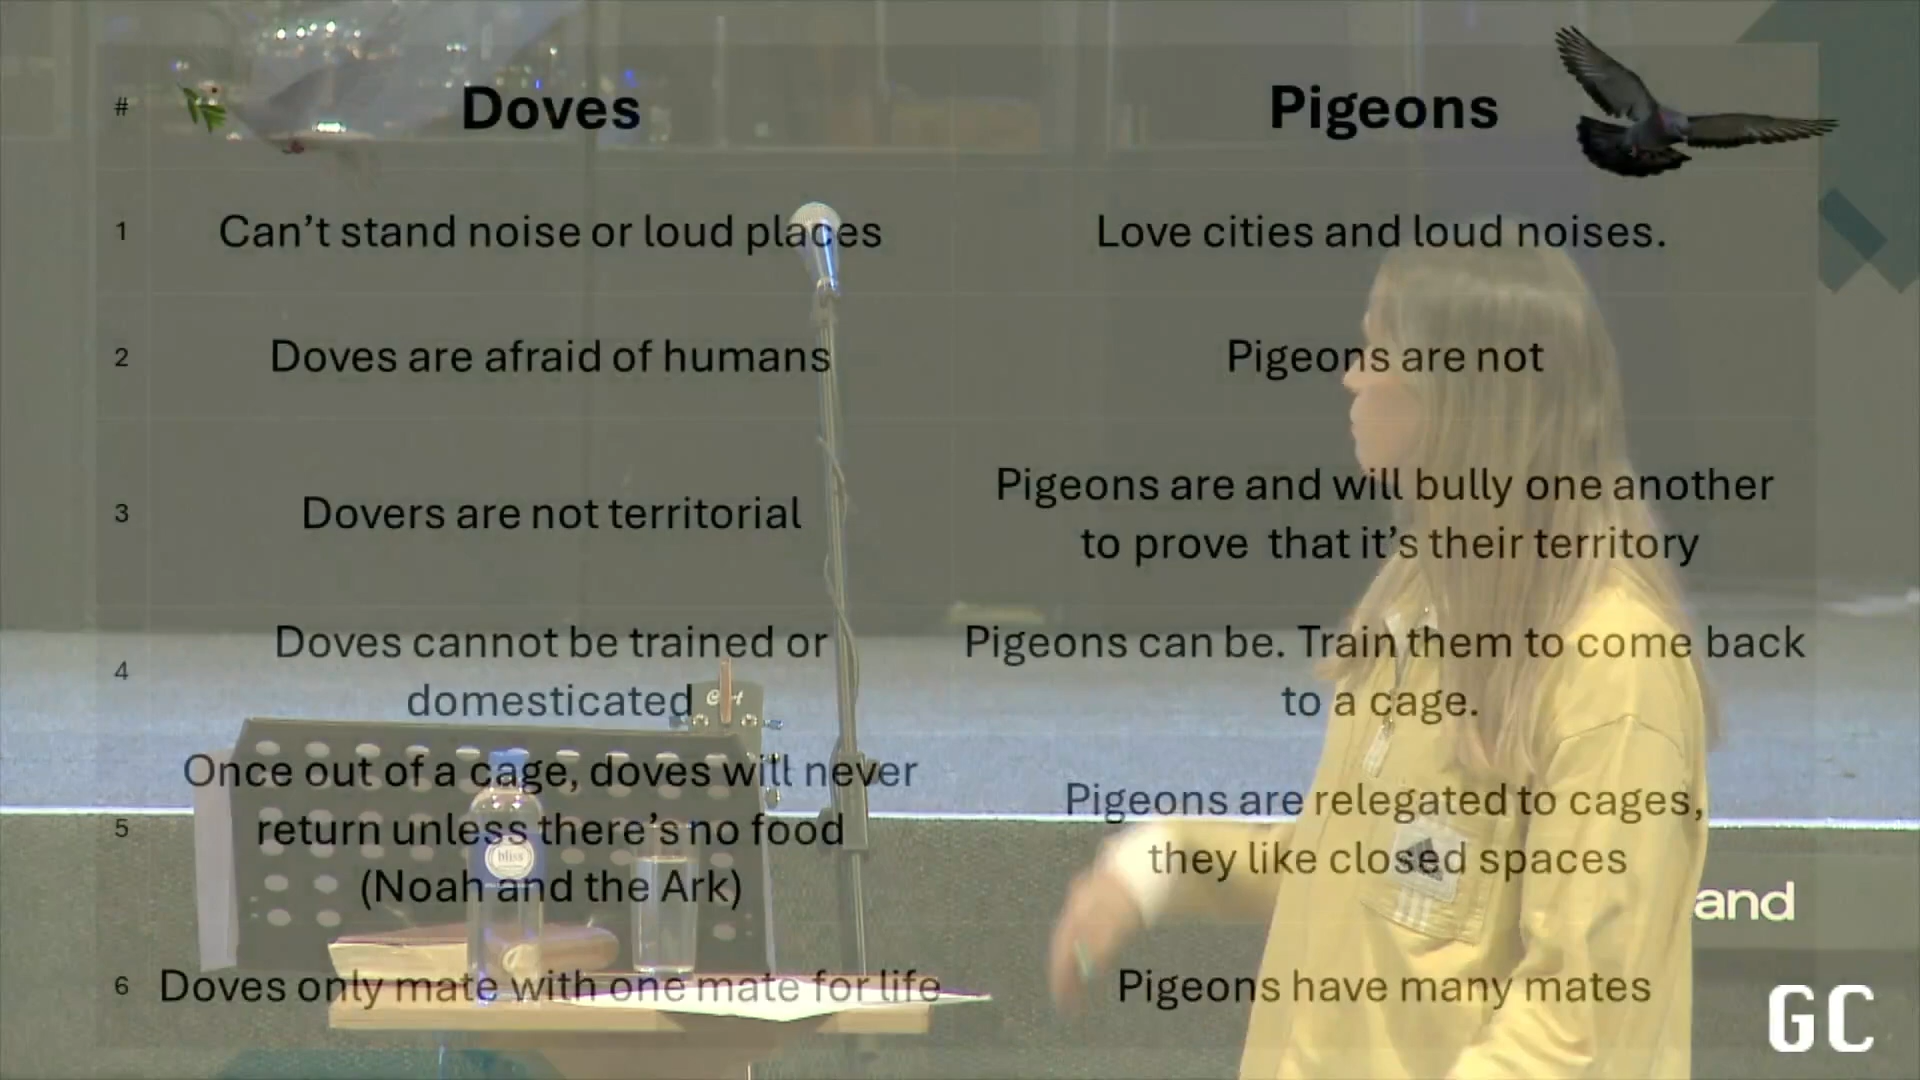 # Doves Pigeons
1 Can’t stand noise or loud places Love cities and loud noises.
2 Doves are afraid of humans Pigeons are not
3 Dovers are not territorial Pigeons are and will bully one another
to prove that it’s their territory
4 Doves cannot be trained or
domesticated
Pigeons can be. Train them to come back
to a cage.
5 Once out of a cage, doves will never
return unless there’s no food
(Noah and the Ark)
Pigeons are relegated to cages,
they like closed spaces
6 Doves only mate with one mate for life Pigeons have many mates
bliss
and
GC